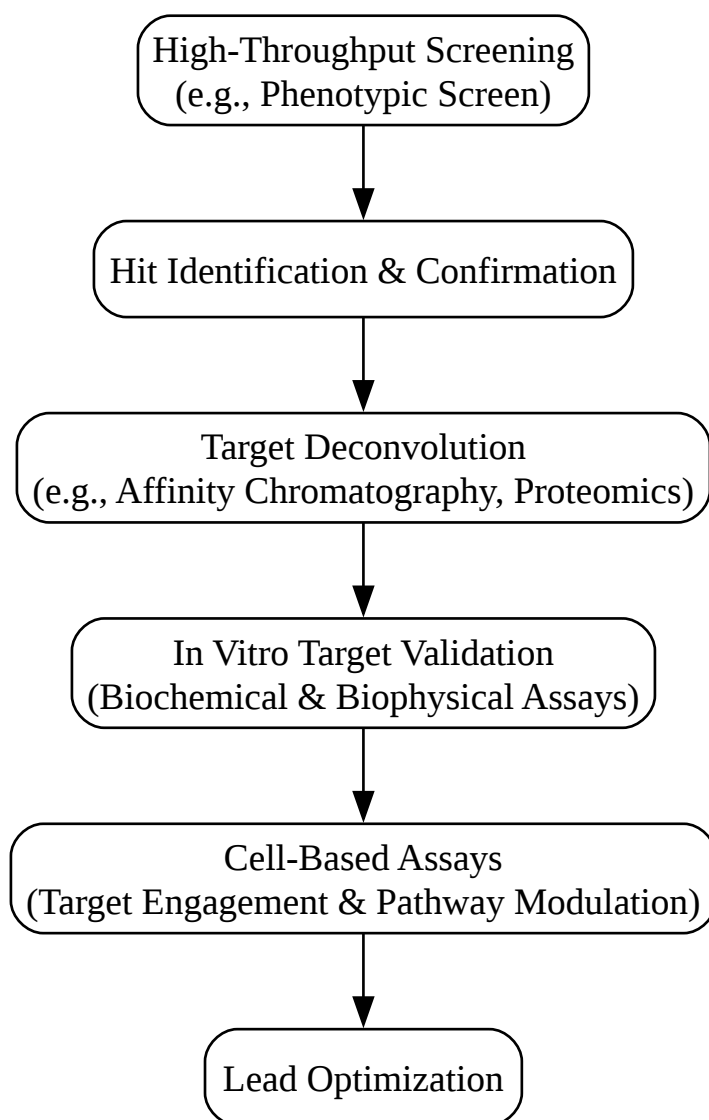 High-Throughput Screening
(e.g., Phenotypic Screen)
Hit Identification & Confirmation
Target Deconvolution
(e.g., Affinity Chromatography, Proteomics)
In Vitro Target Validation
(Biochemical & Biophysical Assays)
Cell-Based Assays
(Target Engagement & Pathway Modulation)
Lead Optimization